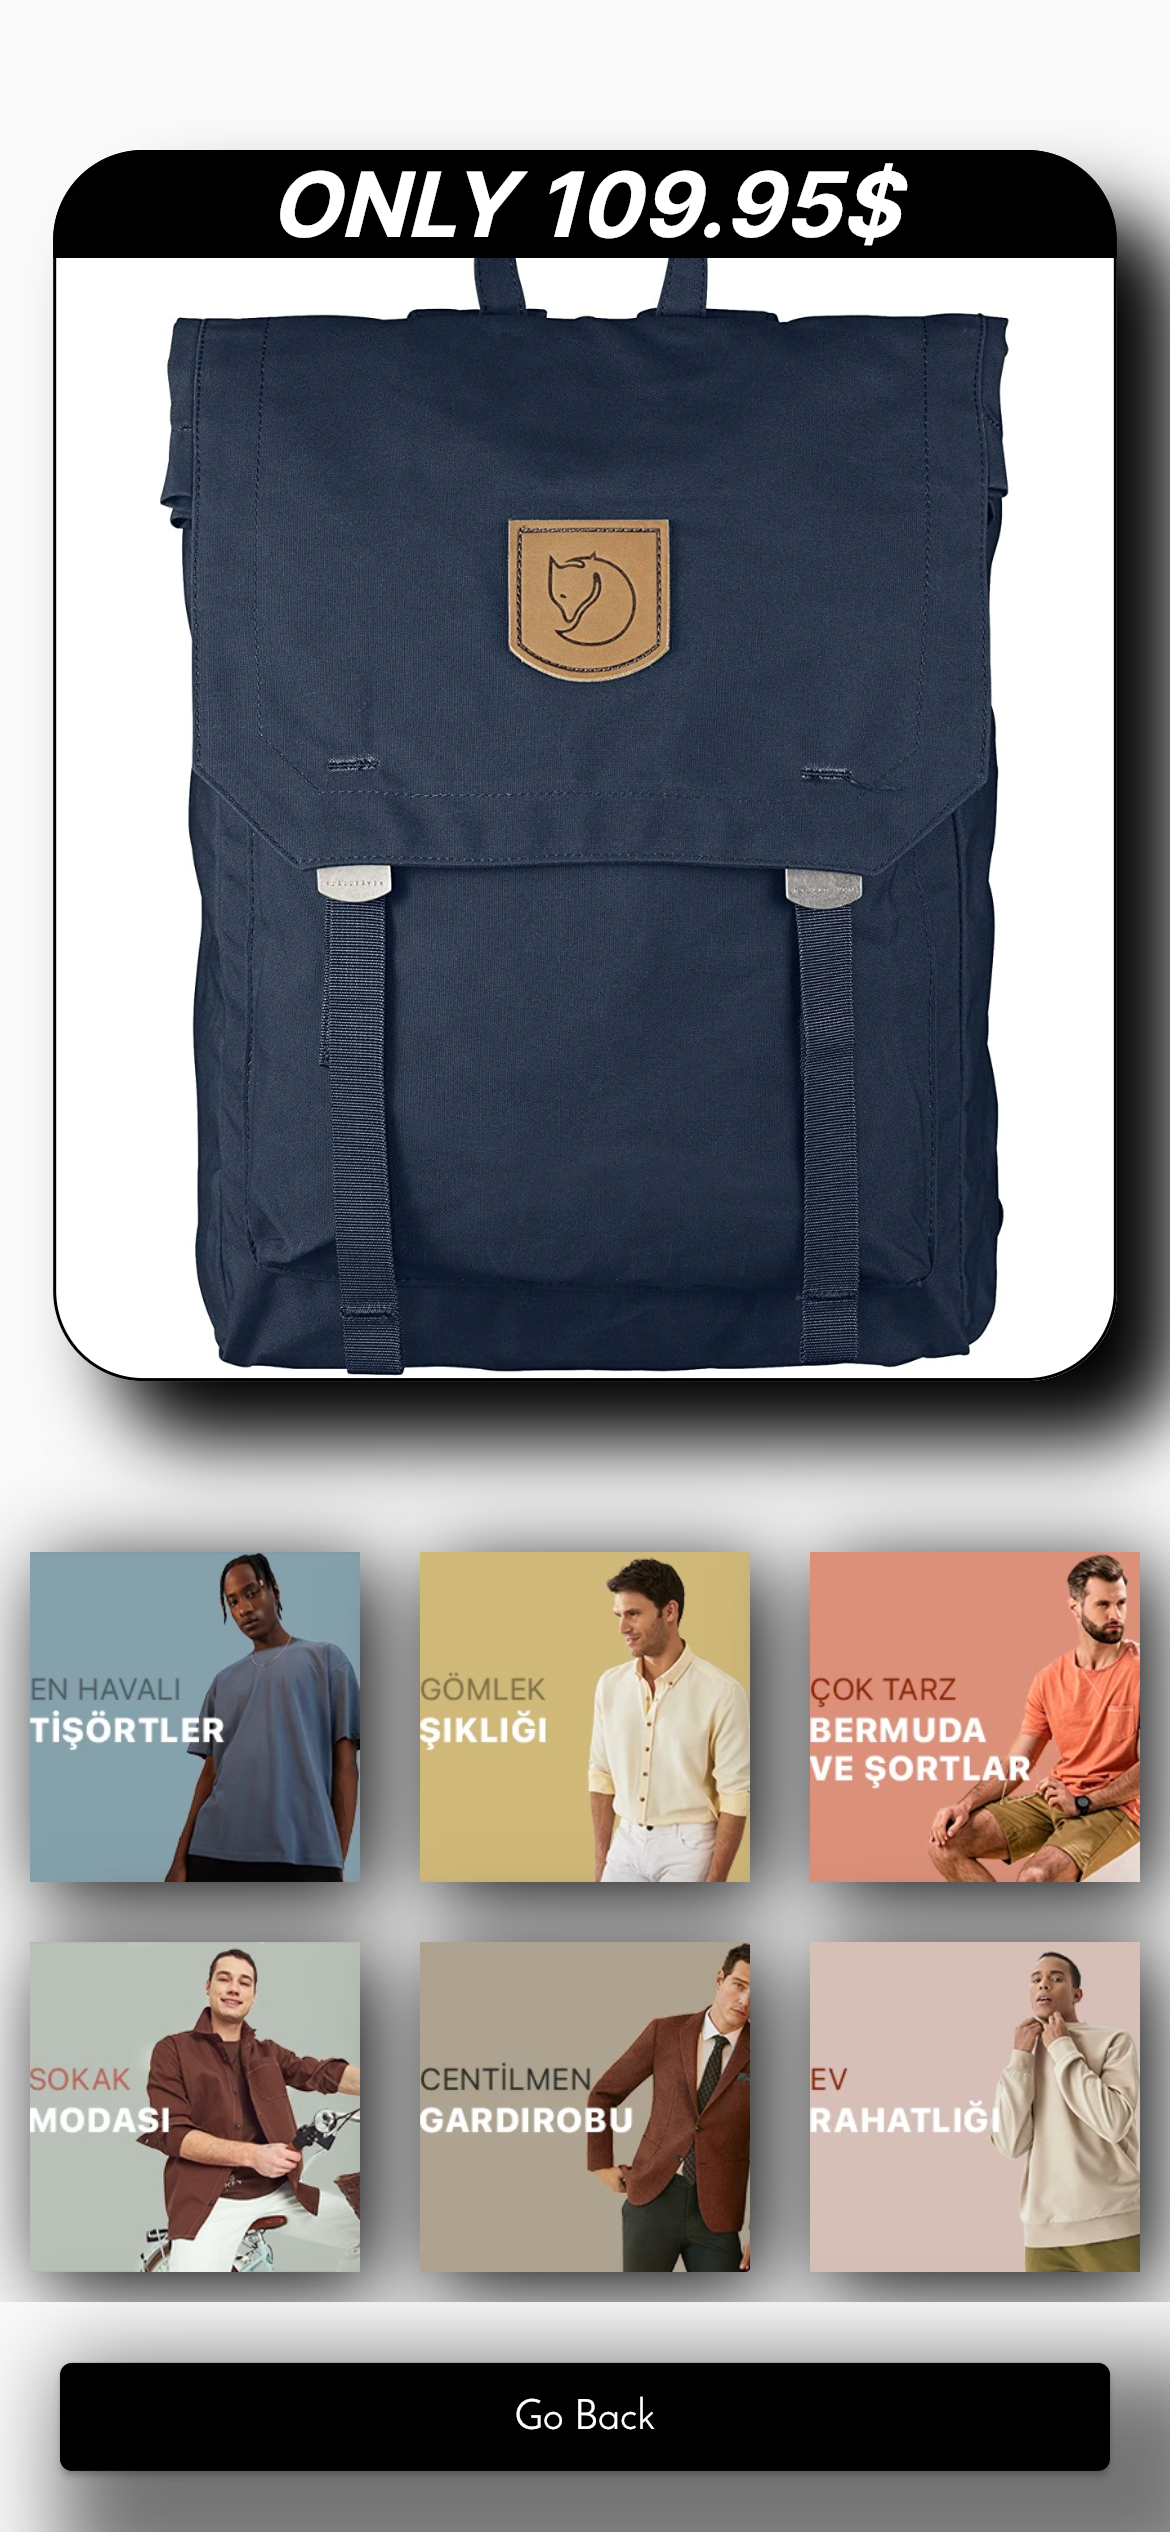 ONLY 109.95$
EN HAVALI
TİŞÖRTLER
GÖMLEK
ŞIKLIĞI
ÇOK TARZ
BERMUDA
VE ŞORTLAR
SOKAK
MODASI
CENTİLMEN
GARDIROBU
EV
RAHATLIĞI
Go Back